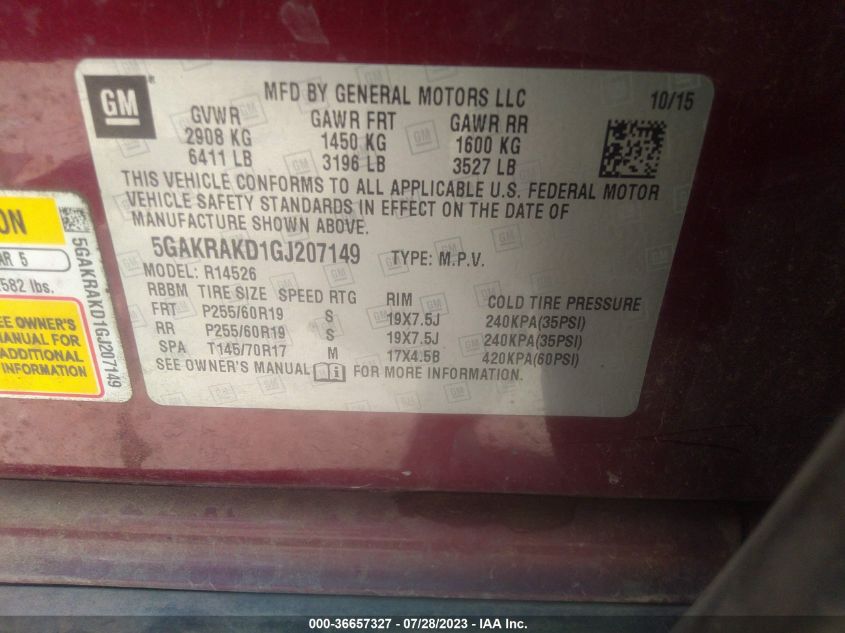 GM
MFD BY GENERAL MOTORS LLC
10/15
GVWR GAWR FRT GAWR RR
2908 KG 1450 KG 1600 KG
6411 LB 3196 LB 3527 LB
THIS VEHICLE CONFORMS TO ALL APPLICABLE U.S. FEDERAL MOTOR
VEHICLE SAFETY STANDARDS IN EFFECT ON THE DATE OF
MANUFACTURE SHOWN ABOVE.
5GAKRAKD1GJ207149 TYPE: M.P.V.
MODEL: R14526
RBBM TIRE SIZE SPEED RTG RIM COLD TIRE PRESSURE
FRT P255/60R19 S 19X7.5J 240KPA(35PSI)
RR P255/60R19 S 19X7.5J 240KPA(35PSI)
SPA T145/70R17 M 17X4.5B 420KPA(60PSI)
SEE OWNER'S MANUAL FOR MORE INFORMATION.
ON
AR 5
582 lbs.
EE OWNER'S
MANUAL FOR
ADDITIONAL
INFORMATION
5GAKRAKD1GJ207149
000-36657327 / 07/28/2023 - IAA Inc.